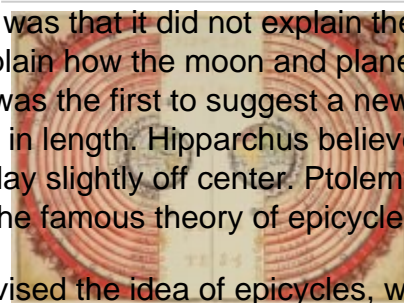 was that it did not explain the
plain how the moon and plane
was the first to suggest a new
in length. Hipparchus believe
lay slightly off center. Ptolem
he famous theory of epicycle
vised the idea of epicycles, w